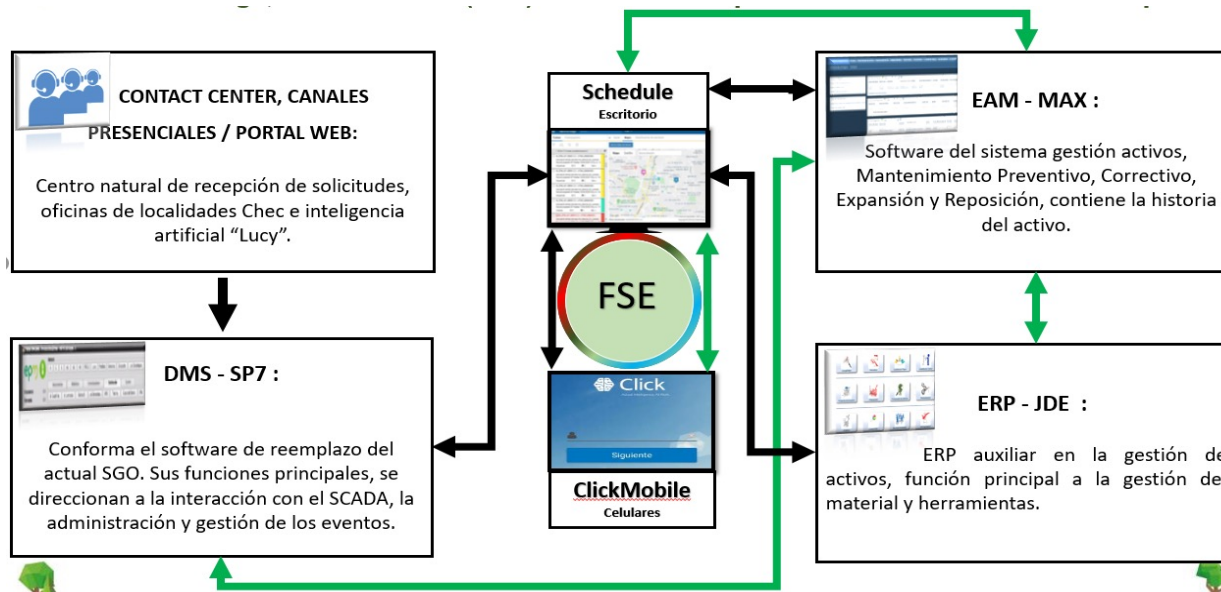 CONTACT CENTER, CANALES
PRESENCIALES / PORTAL WEB:
Centro natural de recepción de solicitudes,
oficinas de localidades Chec e inteligencia
artificial “Lucy”.
DMS - SP7 :
Conforma el software de reemplazo del
actual SGO. Sus funciones principales, se
direccionan a la interacción con el SCADA, la
administración y gestión de los eventos.
Schedule
Escritorio
FSE
Click
Siguiente
ClickMobile
Celulares
EAM - MAX :
Software del sistema gestión activos,
Mantenimiento Preventivo, Correctivo,
Expansión y Reposición, contiene la historia
del activo.
ERP - JDE :
ERP auxiliar en la gestión de
activos, función principal a la gestión de
material y herramientas.